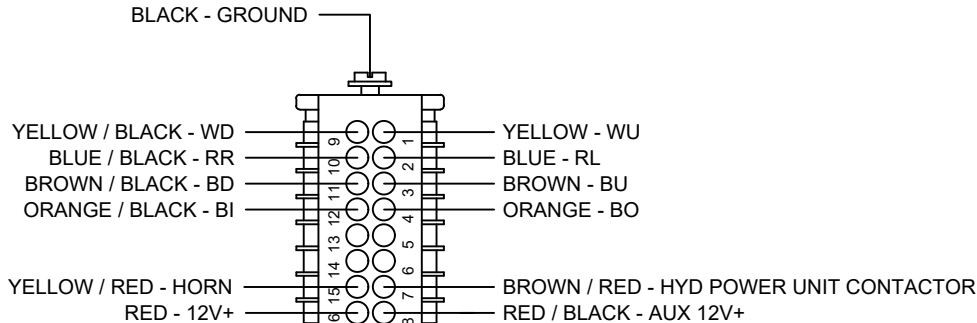 BLACK - GROUND
YELLOW / BLACK - WD
YELLOW - WU
BLUE / BLACK - RR
BLUE - RL
BROWN / BLACK - BD
BROWN - BU
ORANGE / BLACK - BI
ORANGE - BO
YELLOW / RED - HORN
BROWN / RED - HYD POWER UNIT CONTACTOR
RED - 12V+
RED / BLACK - AUX 12V+
9
1
10
2
11
3
12
4
13
5
14
6
15
7